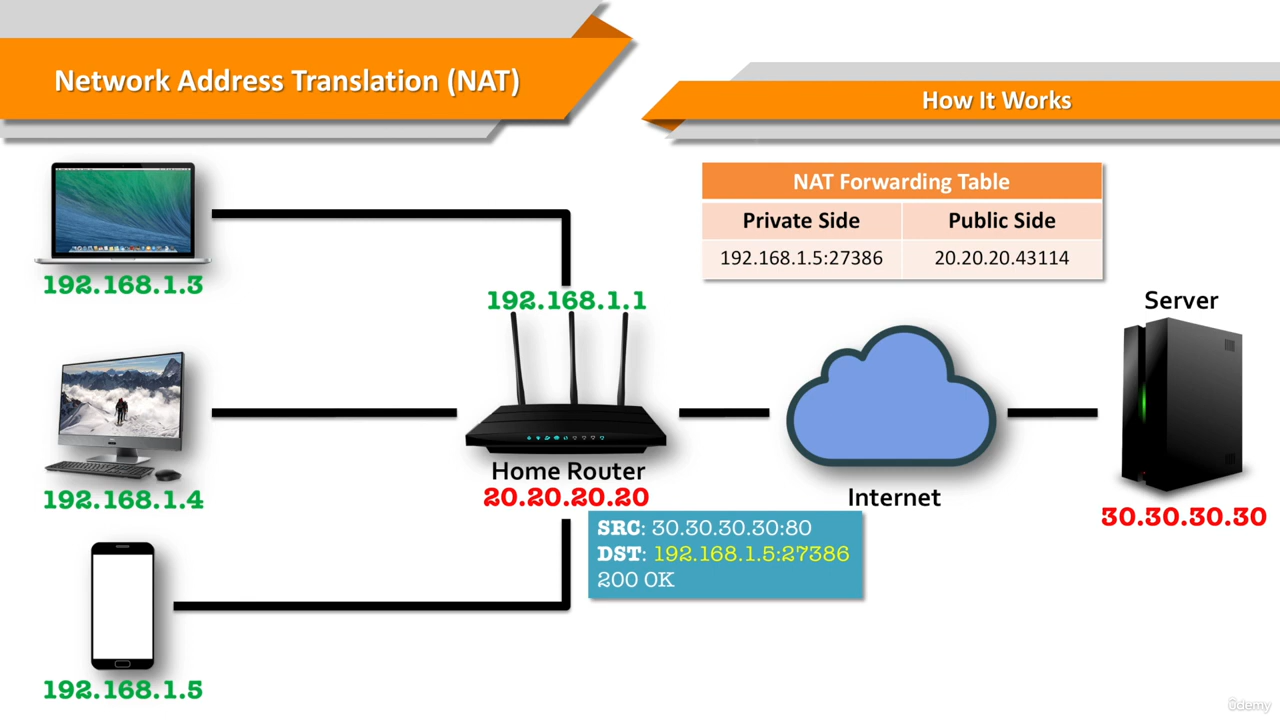 Network Address Translation (NAT)
How It Works
NAT Forwarding Table
Private Side Public Side
192.168.1.5:27386 20.20.20.43114
192.168.1.3
192.168.1.1
Server
192.168.1.4
Home Router
20.20.20.20
Internet
30.30.30.30
SRC: 30.30.30.30:80
DST: 192.168.1.5:27386
200 OK
192.168.1.5
ûdemy